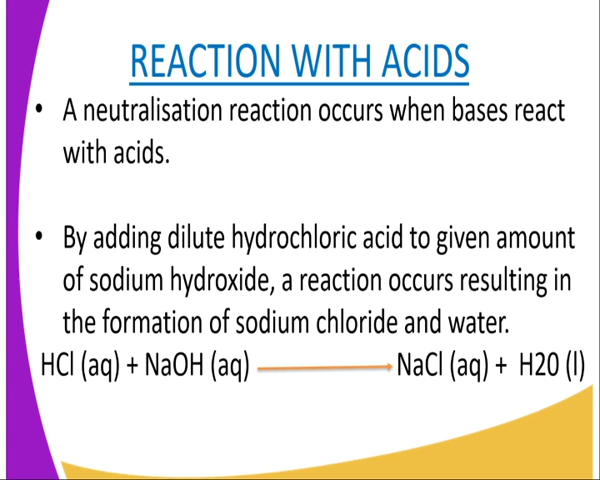 REACTION WITH ACIDS
• A neutralisation reaction occurs when bases react
with acids.
• By adding dilute hydrochloric acid to given amount
of sodium hydroxide, a reaction occurs resulting in
the formation of sodium chloride and water.
HCl (aq) + NaOH (aq) → NaCl (aq) + H20 (l)